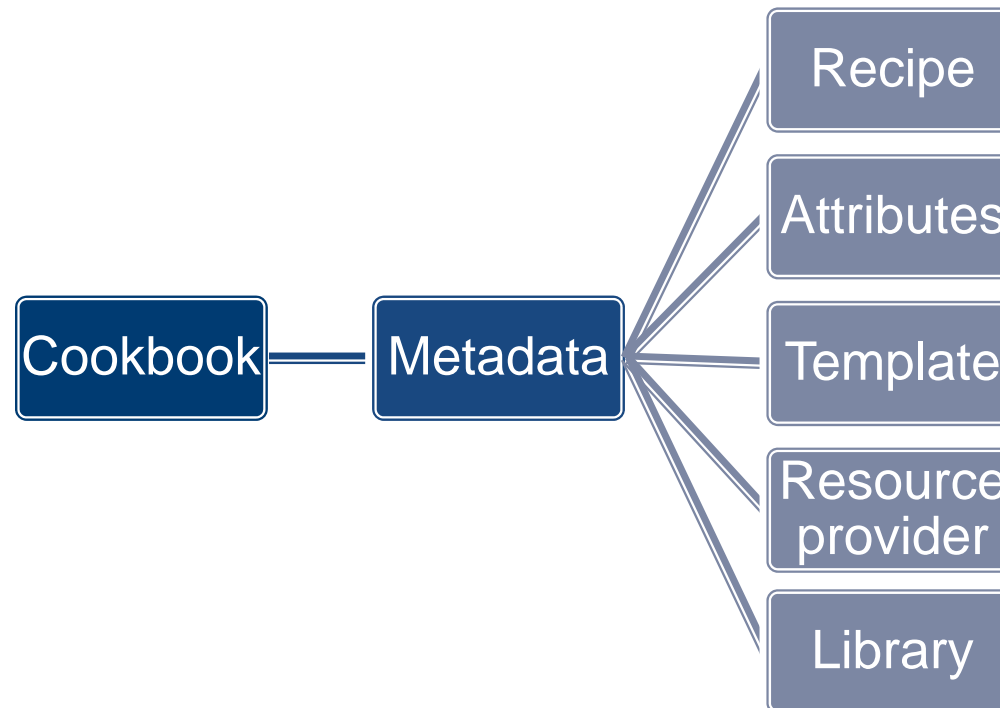 Recipe
Attributes
Cookbook
Metadata
Template
Resource
provider
Library